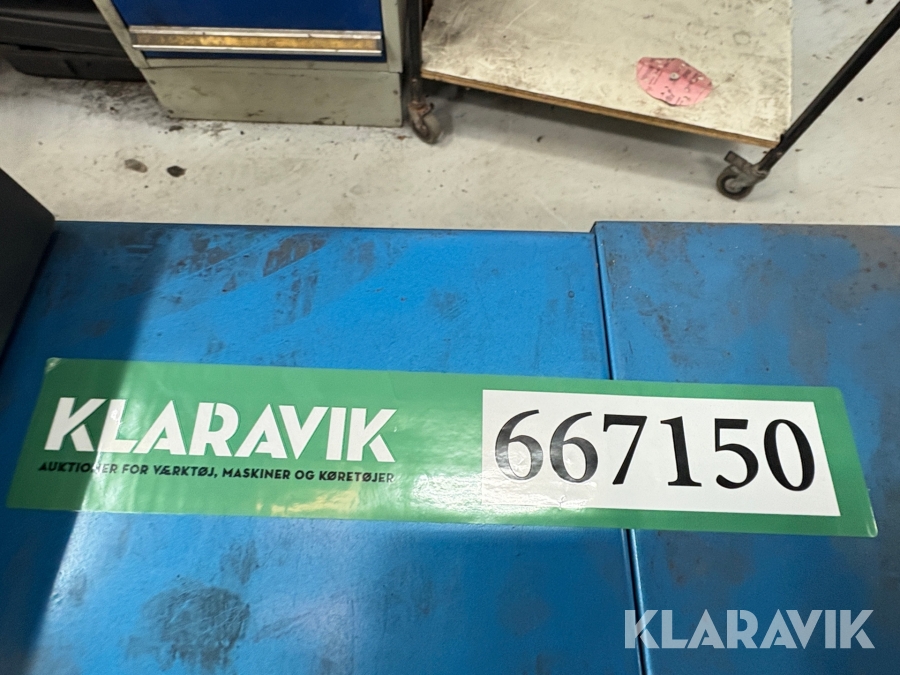 KLARAVIK
AUKTIONER FOR VÆRKTØJ, MASKINER OG KØRETØJER
667150
KLARAVIK